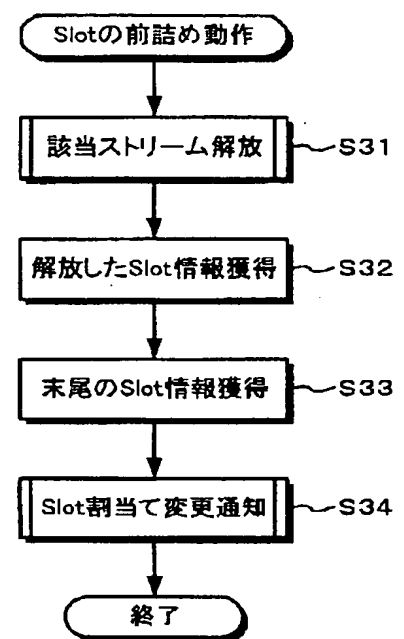 Slotの前詰め動作
該当ストリーム解放
S31
解放したSlot情報獲得
S32
末尾のSlot情報獲得
S33
Slot割当て変更通知
S34
終了